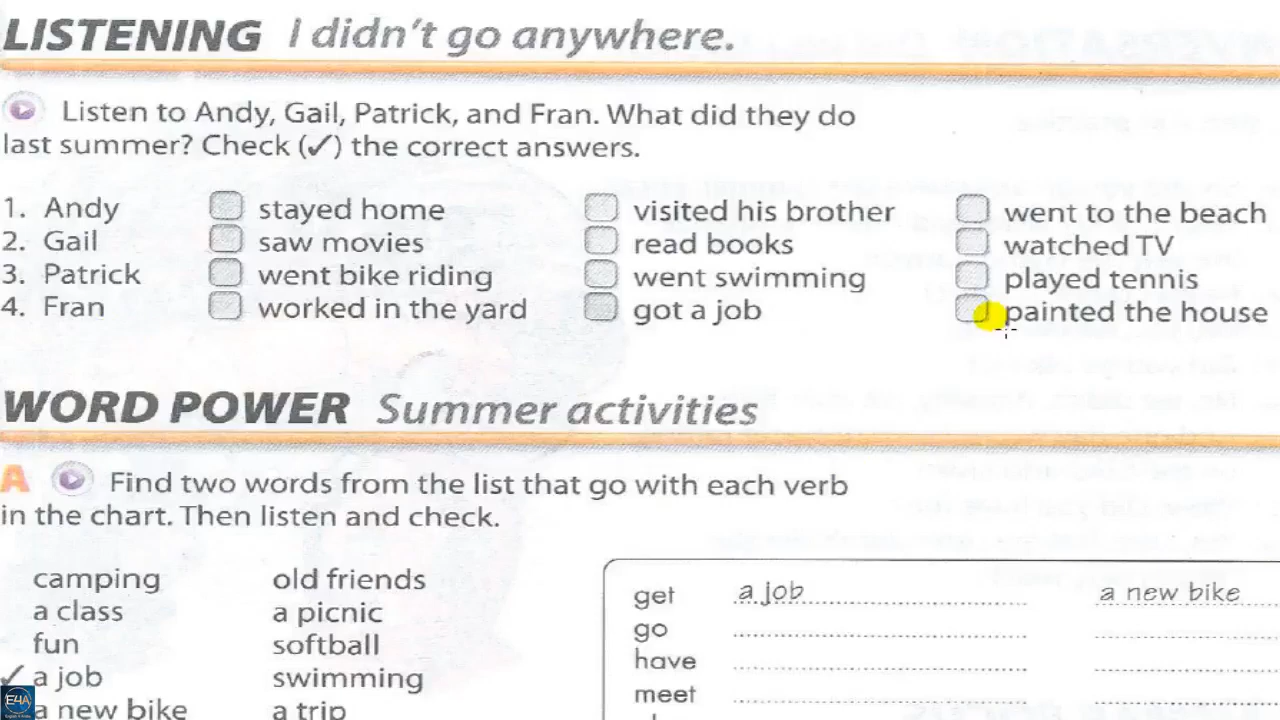 LISTENING I didn't go anywhere.
Listen to Andy, Gail, Patrick, and Fran. What did they do
last summer? Check (✓) the correct answers.
1. Andy stayed home visited his brother went to the beach
2. Gail saw movies read books watched TV
3. Patrick went bike riding went swimming played tennis
4. Fran worked in the yard got a job painted the house
WORD POWER Summer activities
A Find two words from the list that go with each verb
in the chart. Then listen and check.
camping old friends
a class a picnic
fun softball
✓ a job swimming
a new bike a trip
get a job a new bike
go
have
meet
E4A